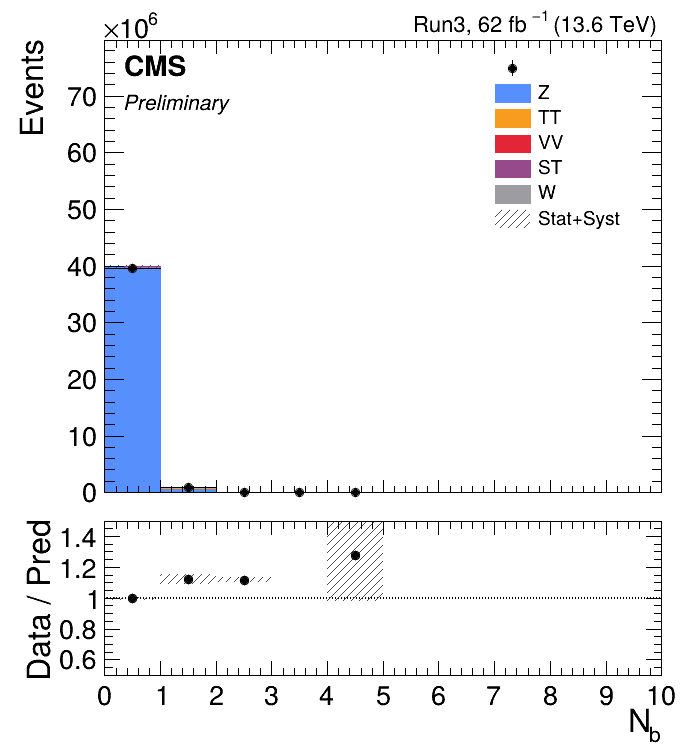 ×10⁶
Run3, 62 fb⁻¹ (13.6 TeV)
CMS
Preliminary
Events
Z
TT
VV
ST
W
Stat+Syst
70
60
50
40
30
20
10
0
Data / Pred
1.4
1.2
1
0.8
0.6
0 1 2 3 4 5 6 7 8 9 10
N_b